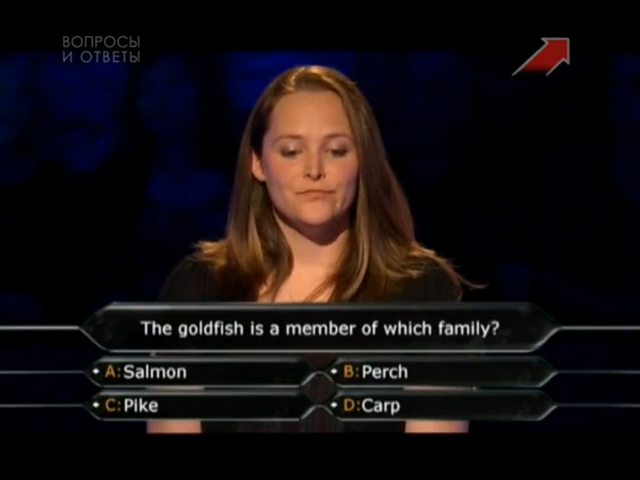 ВОПРОСЫ
И ОТВЕТЫ
The goldfish is a member of which family?
A: Salmon
B: Perch
C: Pike
D: Carp